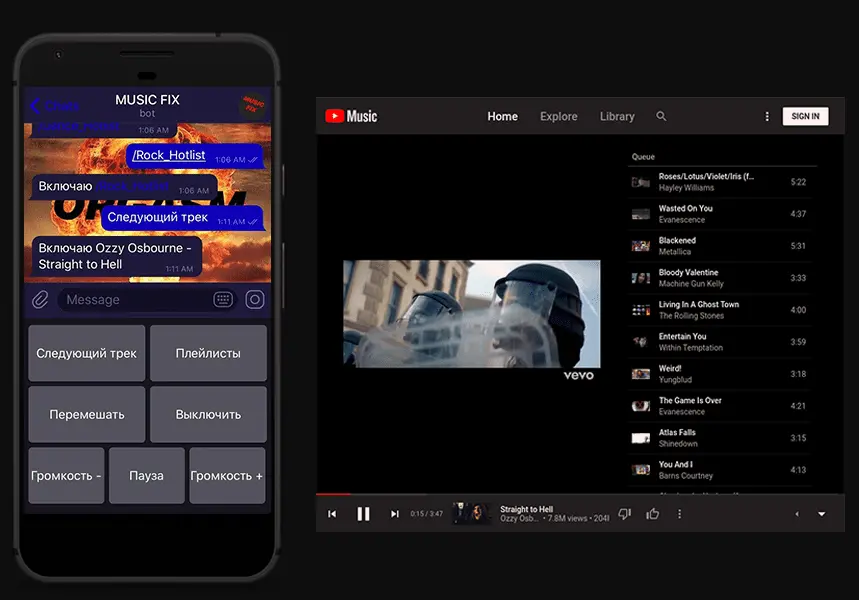 MUSIC FIX
bot
Chats
MUSIC
FIX
1:06 AM
/Rock_Hotlist
1:06 AM
Включаю /Rock_Hotlist
1:06 AM
Следующий трек
1:11 AM
Включаю Ozzy Osbourne -
Straight to Hell
1:11 AM
Message
Следующий трек
Плейлисты
Перемешать
Выключить
Громкость -
Пауза
Громкость +
Music
Home
Explore
Library
SIGN IN
Queue
Roses/Lotus/Violet/Iris (f...
Hayley Williams
5:22
Wasted On You
Evanescence
4:37
Blackened
Metallica
5:31
Bloody Valentine
Machine Gun Kelly
3:33
Living In A Ghost Town
The Rolling Stones
4:00
Entertain You
Within Temptation
3:59
Weird!
Yungblud
3:18
The Game Is Over
Evanescence
4:21
Atlas Falls
Shinedown
3:15
You And I
Barns Courtney
4:13
vevo
0:15 / 3:47
Straight to Hell
Ozzy Osb... • 7.8M views • 204K